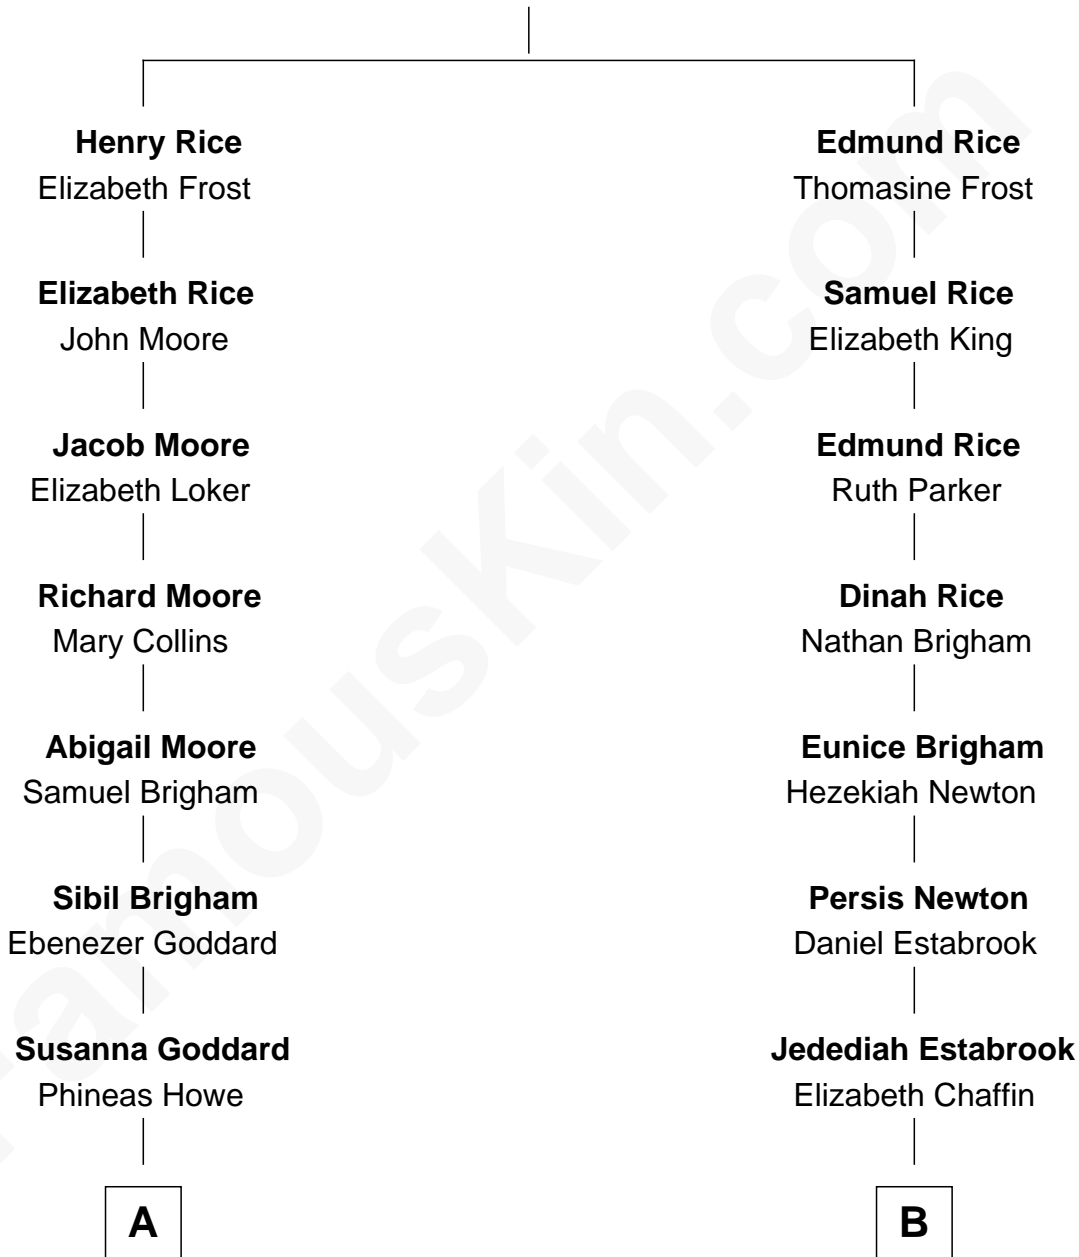 Henry Rice
Elizabeth Frost
Elizabeth Rice
John Moore
Jacob Moore
Elizabeth Loker
Richard Moore
Mary Collins
Abigail Moore
Samuel Brigham
Sibil Brigham
Ebenezer Goddard
Susanna Goddard
Phineas Howe
A
Edmund Rice
Thomasine Frost
Samuel Rice
Elizabeth King
Edmund Rice
Ruth Parker
Dinah Rice
Nathan Brigham
Eunice Brigham
Hezekiah Newton
Persis Newton
Daniel Estabrook
Jedediah Estabrook
Elizabeth Chaffin
B
FamousKin.com